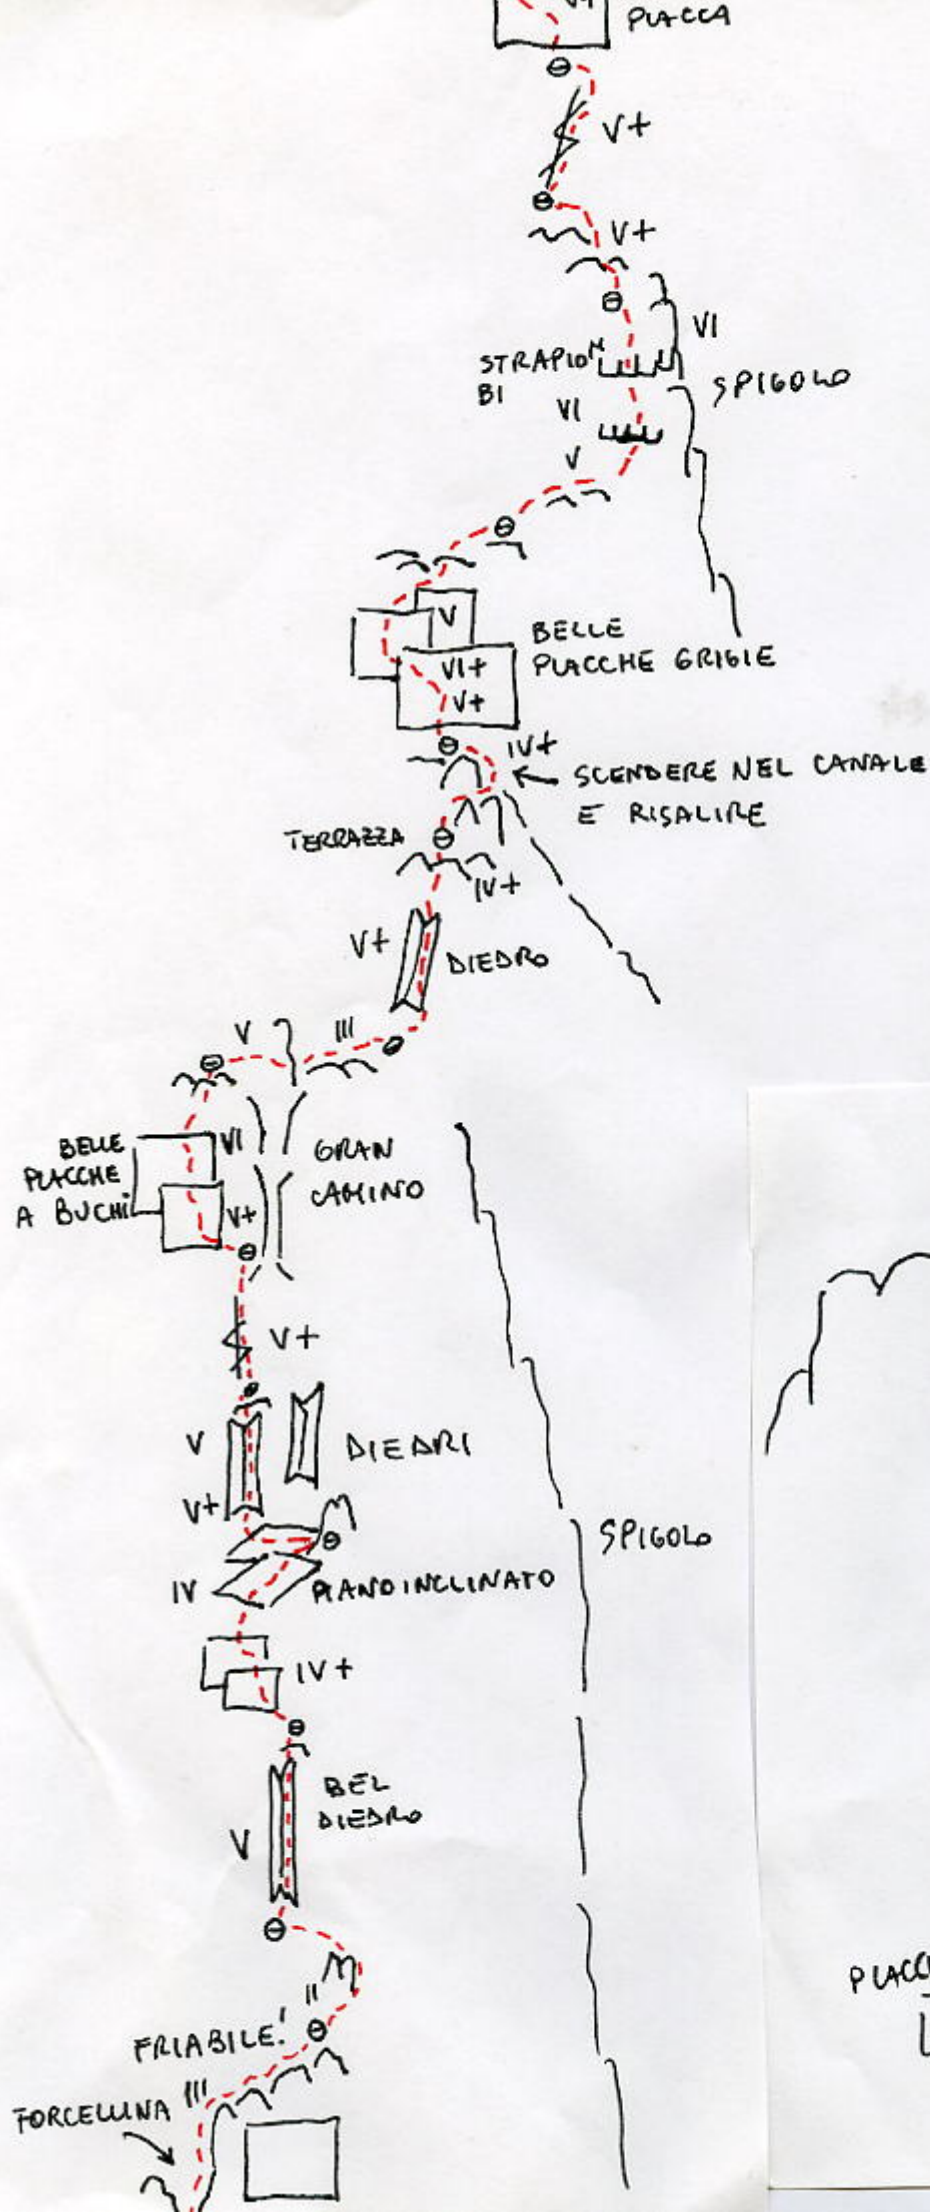 PLACCA
V+
V+
VI
STRAPIOM
BI
SPIGOLO
VI
V
V
BELLE
PLACCHE GRIGIE
VI+
V+
IV+
SCENDERE NEL CANALE
E RISALIRE
TERRAZZA
IV+
V+
DIEDRO
V
III
BELLE
PLACCHE
A BUCHI
VI
GRAN
CAMINO
V+
V+
V
DIEDRI
V+
SPIGOLO
IV
PIANO INCLINATO
IV+
BEL
DIEDRO
V
II
FRIABILE!
III
FORCELLINA